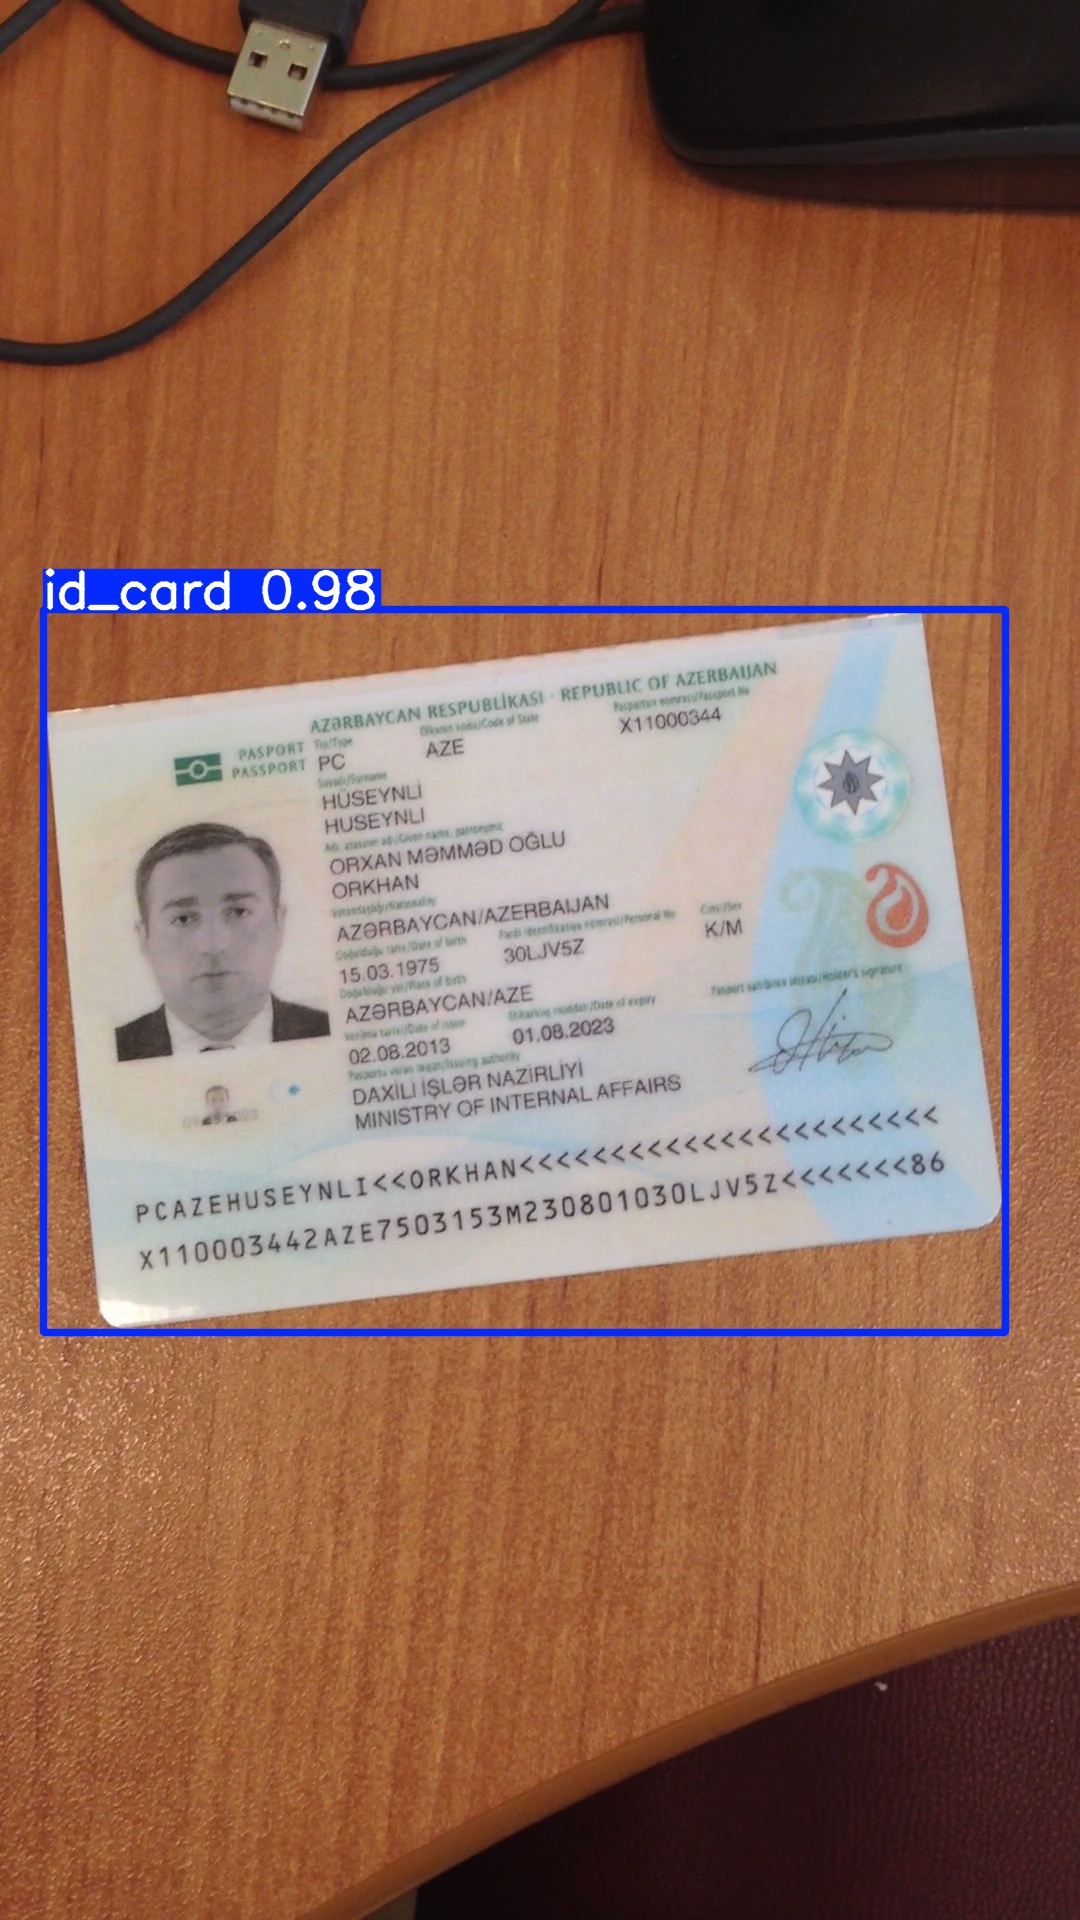 id_card 0.98
AZƏRBAYCAN RESPUBLİKASI · REPUBLIC OF AZERBAIJAN
PASPORT
PASSPORT
Tip/Type
Ölkənin kodu/Code of State
Pasportun nömrəsi/Passport No
PC
AZE
X11000344
Soyadı/Surname
HÜSEYNLİ
HUSEYNLI
Adı, atasının adı/Given name, patronymic
ORXAN MƏMMƏD OĞLU
ORKHAN
Vətəndaşlığı/Nationality
AZƏRBAYCAN/AZERBAIJAN
Doğulduğu tarix/Date of birth
Fərdi identifikasiya nömrəsi/Personal No
Cinsi/Sex
15.03.1975
30LJV5Z
K/M
Doğulduğu yer/Place of birth
AZƏRBAYCAN/AZE
Verilmə tarixi/Date of issue
Etibarlılıq müddəti/Date of expiry
Pasport sahibinin imzası/Holder's signature
02.08.2013
01.08.2023
Pasportu verən orqan/Issuing authority
DAXİLİ İŞLƏR NAZİRLİYİ
MINISTRY OF INTERNAL AFFAIRS
PCAZEHUSEYNLI<<ORKHAN<<<<<<<<<<<<<<<<<<<<<<<
X110003442AZE7503153M230801030LJV5Z<<<<<<<86